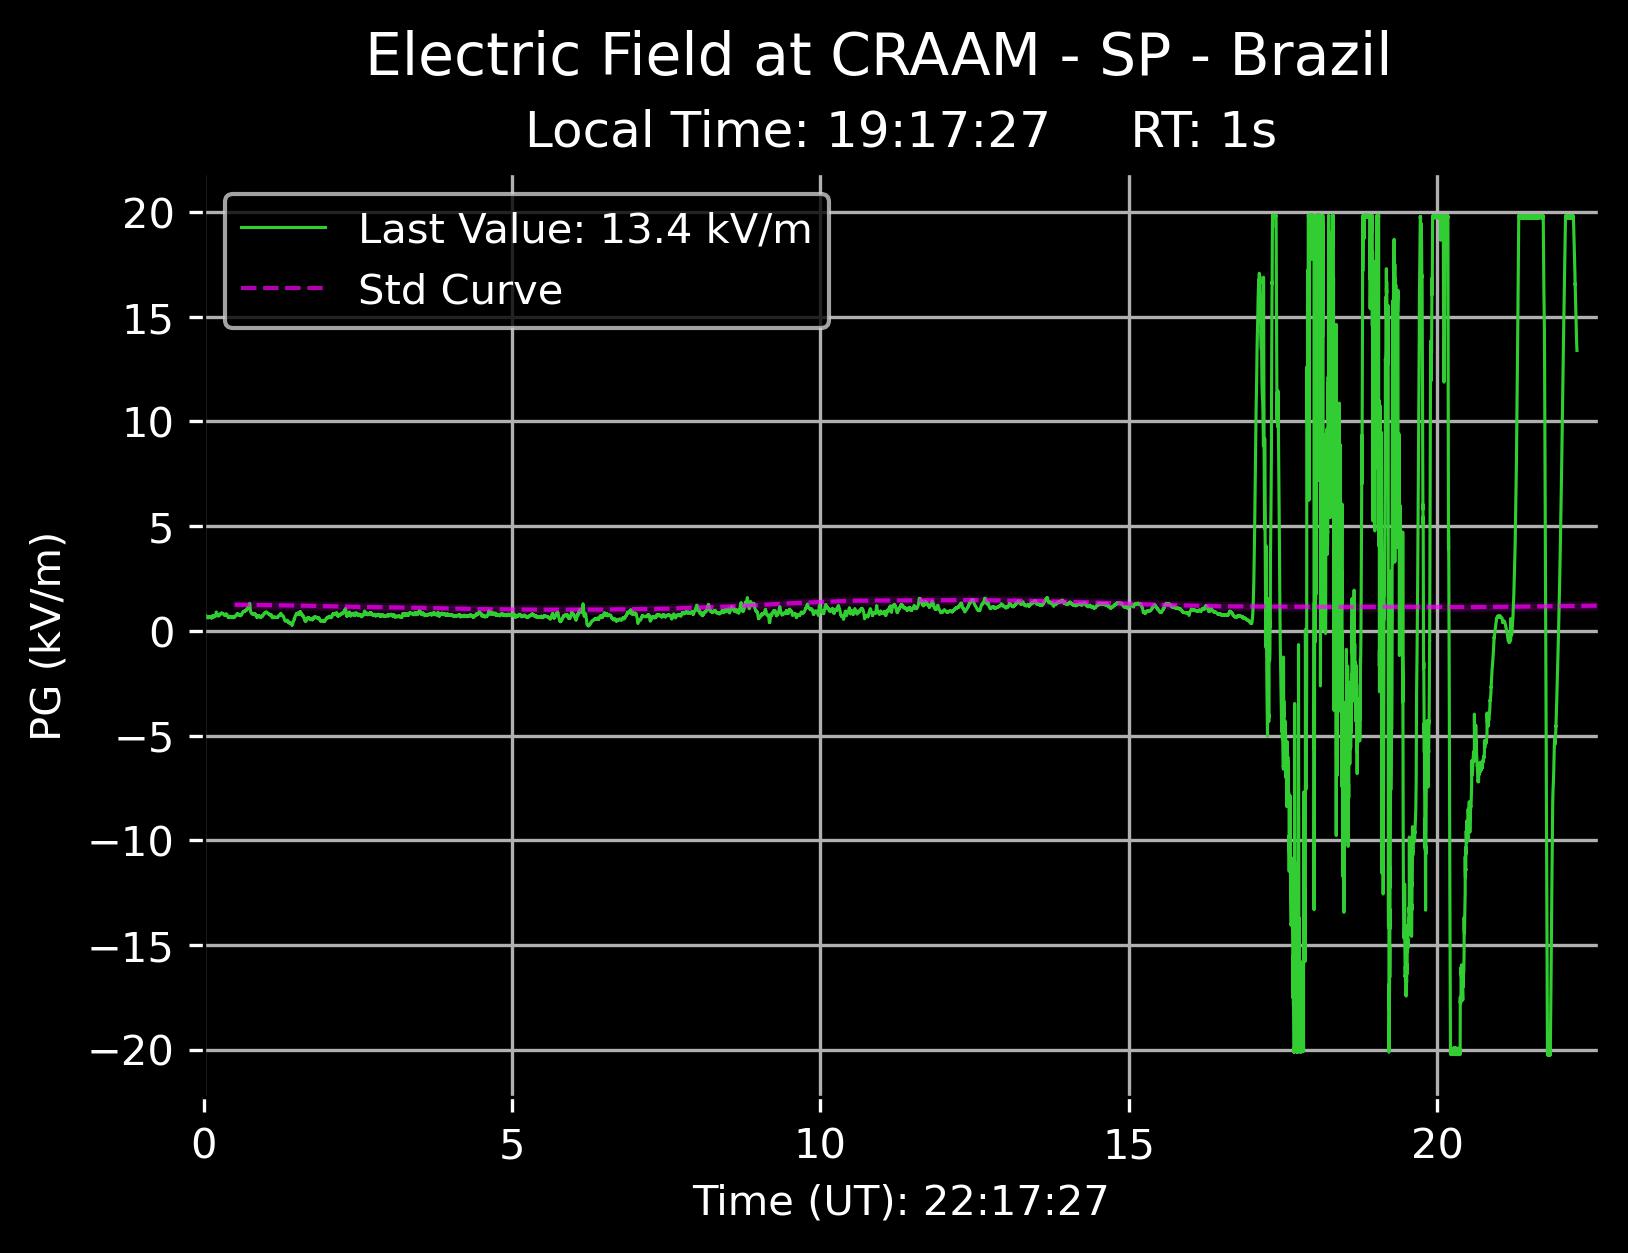 Electric Field at CRAAM - SP - Brazil
Local Time: 19:17:27 RT: 1s
Last Value: 13.4 kV/m
Std Curve
PG (kV/m)
20
15
10
5
0
−5
−10
−15
−20
0 5 10 15 20
Time (UT): 22:17:27